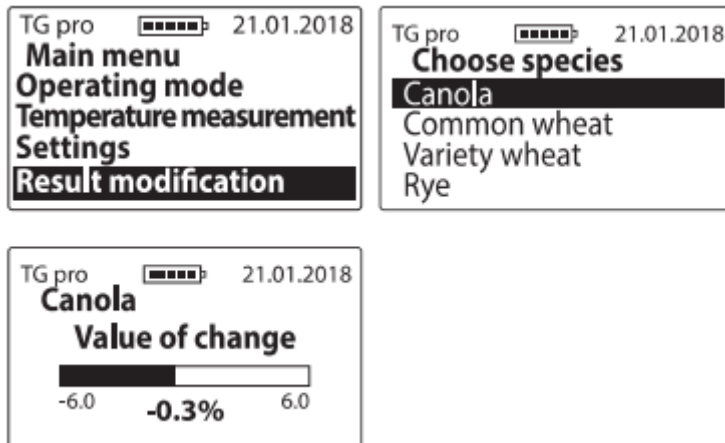 TG pro 21.01.2018
Main menu
Operating mode
Temperature measurement
Settings
Result modification
TG pro 21.01.2018
Choose species
Canola
Common wheat
Variety wheat
Rye
TG pro 21.01.2018
Canola
Value of change
-6.0 -0.3% 6.0